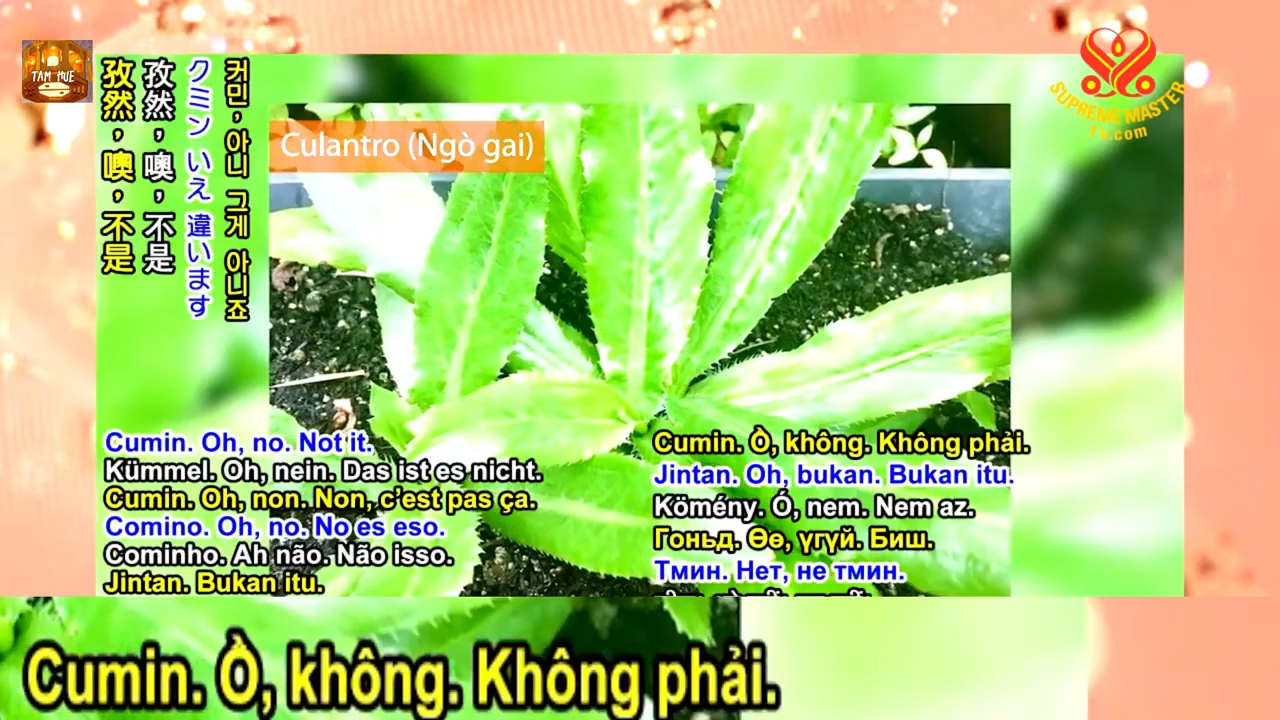 TAM HUE
孜然，噢，不是
孜然，噢，不是
クミン いえ 違います
커민, 아니 그게 아니죠
Culantro (Ngò gai)
SUPREME MASTER
TV.com
Cumin. Oh, no. Not it.
Kümmel. Oh, nein. Das ist es nicht.
Cumin. Oh, non. Non, c’est pas ça.
Comino. Oh, no. No es eso.
Cominho. Ah não. Não isso.
Jintan. Bukan itu.
Cumin. Ồ, không. Không phải.
Jintan. Oh, bukan. Bukan itu.
Kömény. Ó, nem. Nem az.
Гоньд. Өө, үгүй. Биш.
Тмин. Нет, не тмин.
Cumin. Ồ, không. Không phải.